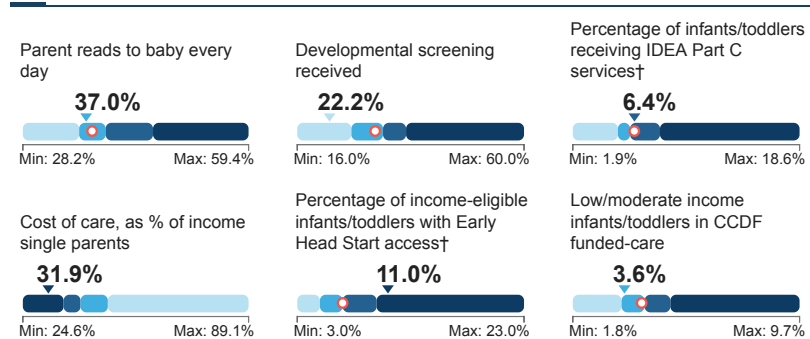 Parent reads to baby every
day
37.0%
Min: 28.2% Max: 59.4%
Developmental screening
received
22.2%
Min: 16.0% Max: 60.0%
Percentage of infants/toddlers
receiving IDEA Part C
services†
6.4%
Min: 1.9% Max: 18.6%
Cost of care, as % of income
single parents
31.9%
Min: 24.6% Max: 89.1%
Percentage of income-eligible
infants/toddlers with Early
Head Start access†
11.0%
Min: 3.0% Max: 23.0%
Low/moderate income
infants/toddlers in CCDF
funded-care
3.6%
Min: 1.8% Max: 9.7%